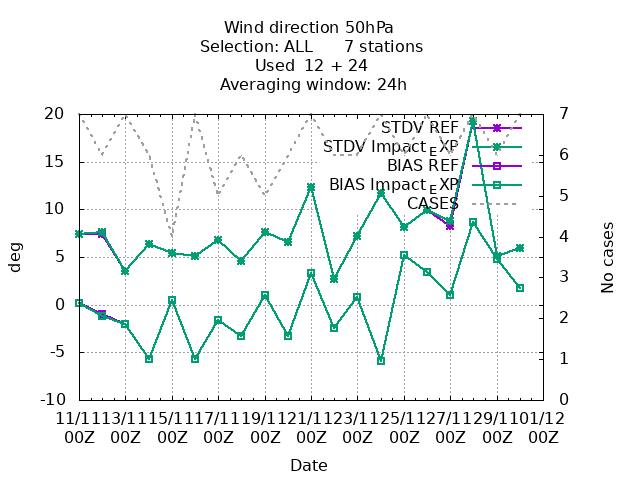 Wind direction 50hPa
Selection: ALL 7 stations
Used 12 + 24
Averaging window: 24h
20 7
STDV REF
STDV Impact_EXP
15 6
BIAS REF
BIAS Impact_EXP
5
10 CASES
4
5 3
0 2
-5 1
-10 0
deg
No cases
11/11 13/11 15/11 17/11 19/11 21/11 23/11 25/11 27/11 29/11 01/12
00Z 00Z 00Z 00Z 00Z 00Z 00Z 00Z 00Z 00Z 00Z
Date